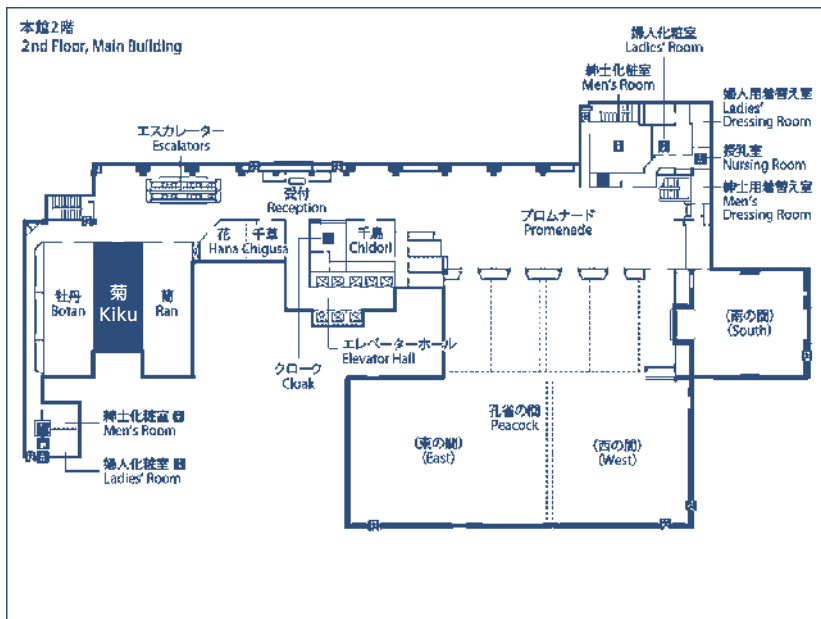 本館2階
2nd Floor, Main Building
婦人化粧室
Ladies' Room
紳士化粧室
Men's Room
婦人用着替え室
Ladies'
Dressing Room
エスカレーター
Escalators
授乳室
Nursing Room
受付
Reception
紳士用着替え室
Men's
Dressing Room
プロムナード
Promenade
花 千草
Hana Chigusa
千鳥
Chidori
牡丹
Botan
菊
Kiku
蘭
Ran
(南の間)
(South)
エレベーターホール
Elevator Hall
クローク
Cloak
孔雀の間
Peacock
(東の間)
(East)
(西の間)
(West)
紳士化粧室
Men's Room
婦人化粧室
Ladies' Room